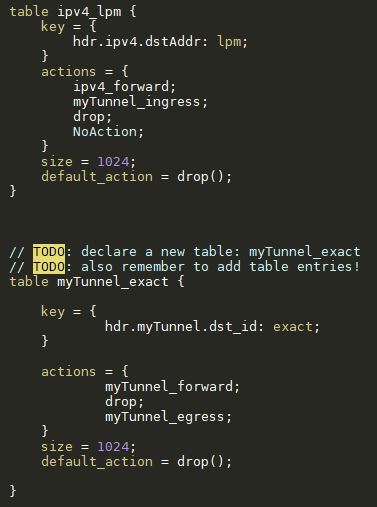 table ipv4_lpm {
    key = {
        hdr.ipv4.dstAddr: lpm;
    }
    actions = {
        ipv4_forward;
        myTunnel_ingress;
        drop;
        NoAction;
    }
    size = 1024;
    default_action = drop();
}
// TODO: declare a new table: myTunnel_exact
// TODO: also remember to add table entries!
table myTunnel_exact {
    key = {
            hdr.myTunnel.dst_id: exact;
    }
    actions = {
            myTunnel_forward;
            drop;
            myTunnel_egress;
    }
    size = 1024;
    default_action = drop();
}